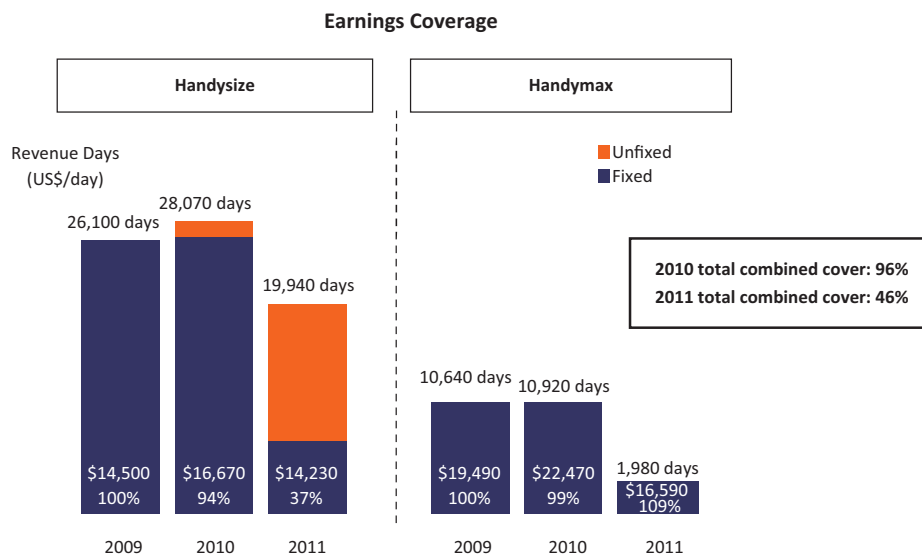 Earnings Coverage
Handysize
Handymax
Revenue Days
(US$/day)
Unfixed
Fixed
26,100 days
28,070 days
19,940 days
$14,500
100%
$16,670
94%
$14,230
37%
2009
2010
2011
2010 total combined cover: 96%
2011 total combined cover: 46%
10,640 days
10,920 days
1,980 days
$19,490
100%
$22,470
99%
$16,590
109%
2009
2010
2011